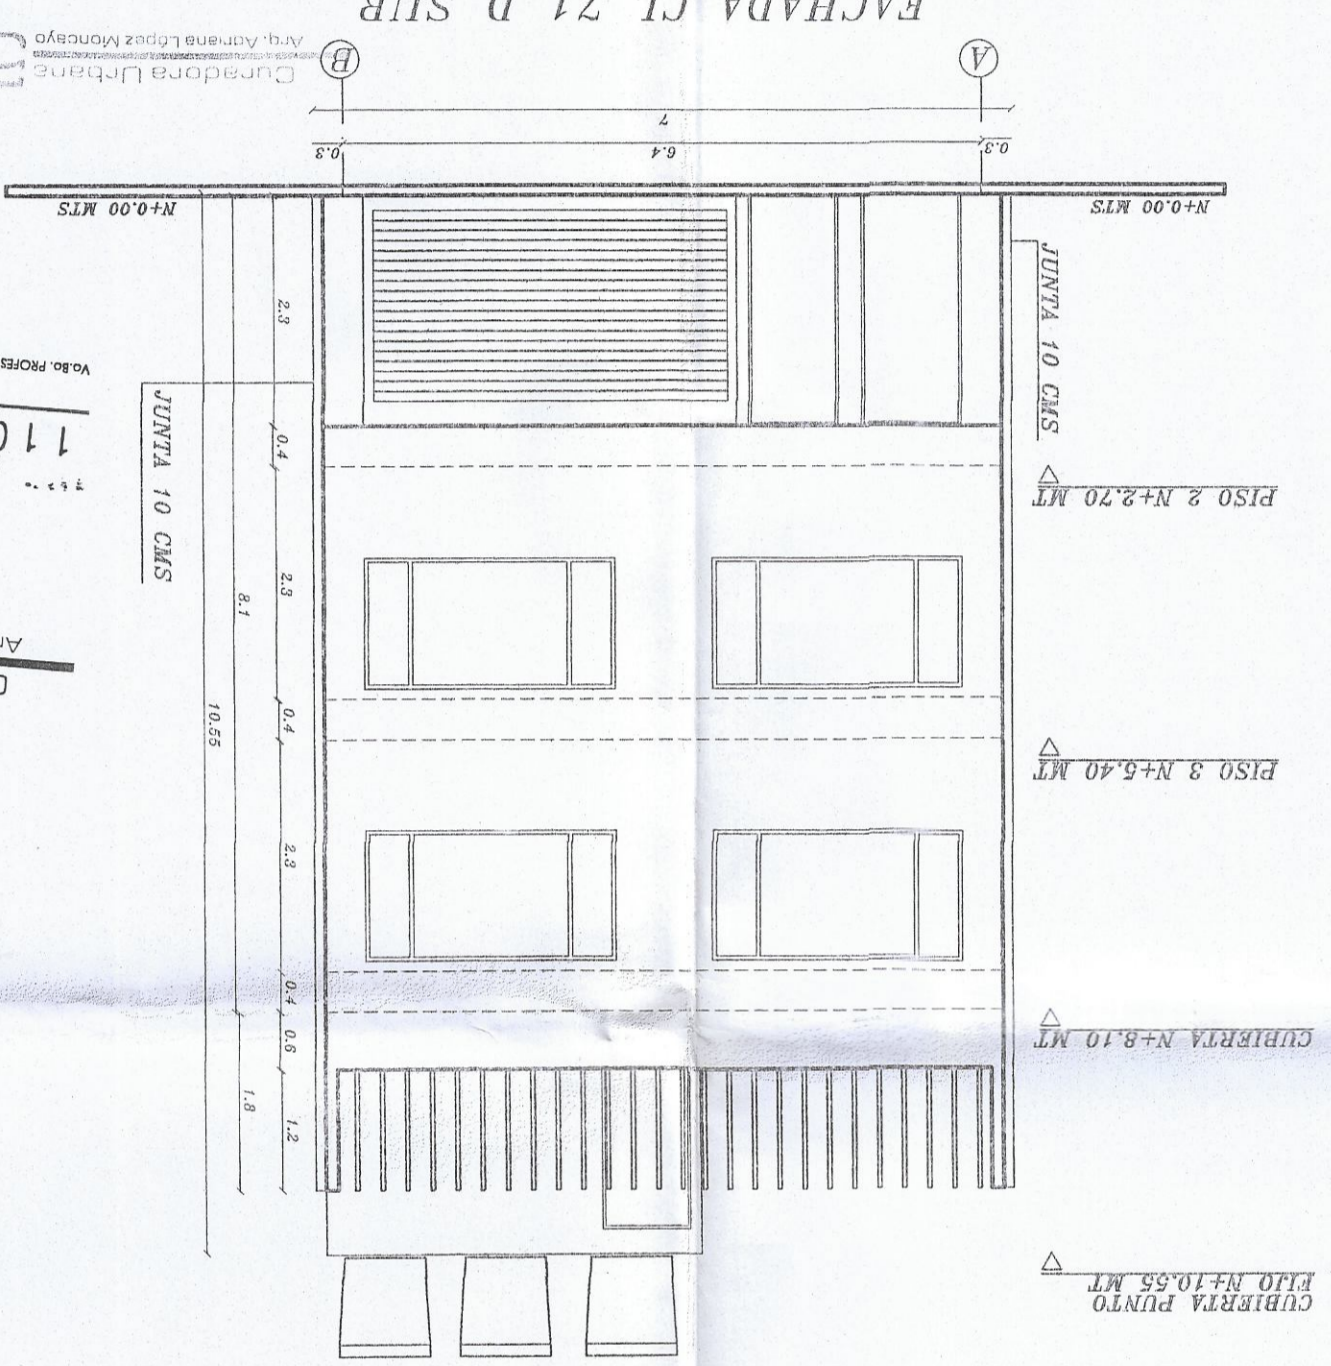 CUBIERTA PUNTO
FIJO N+10.55 MT
CUBIERTA N+8.10 MT
PISO 3 N+5.40 MT
PISO 2 N+2.70 MT
JUNTA 10 CMS
JUNTA 10 CMS
1.2
1.8
0.6
0.4
2.3
0.4
2.3
0.4
2.3
8.1
10.55
N+0.00 MTS
N+0.00 MTS
0.3
6.4
0.3
7
A
B
FACHADA CL 71 D SUR
Curadora Urbana
Arq. Adriana López Moncayo
Vo.Bo. PROFES
110
Ar